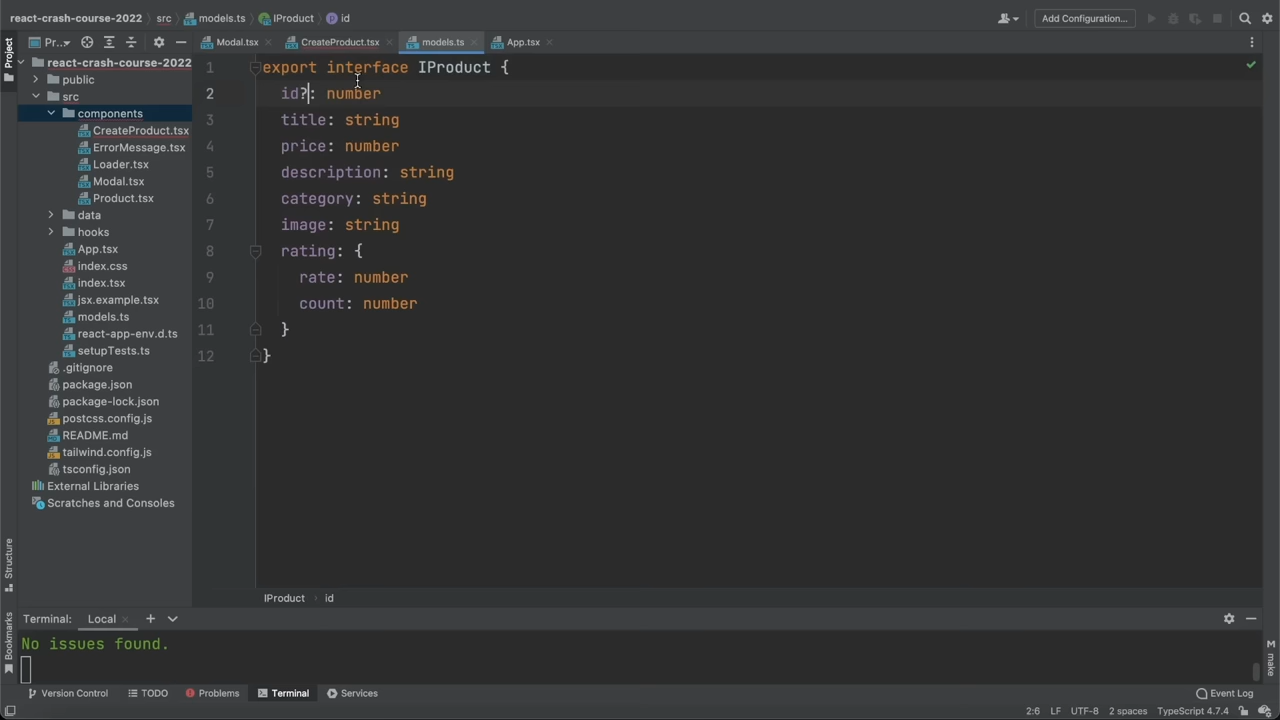 react-crash-course-2022 src models.ts IProduct id
Add Configuration...
Project
Pr...
Modal.tsx
CreateProduct.tsx
models.ts
App.tsx
react-crash-course-2022
public
src
components
CreateProduct.tsx
ErrorMessage.tsx
Loader.tsx
Modal.tsx
Product.tsx
data
hooks
App.tsx
index.css
index.tsx
jsx.example.tsx
models.ts
react-app-env.d.ts
setupTests.ts
.gitignore
package.json
package-lock.json
postcss.config.js
README.md
tailwind.config.js
tsconfig.json
External Libraries
Scratches and Consoles
1 export interface IProduct {
2 id?: number
3 title: string
4 price: number
5 description: string
6 category: string
7 image: string
8 rating: {
9 rate: number
10 count: number
11 }
12 }
IProduct › id
Structure
Bookmarks
Terminal: Local
No issues found.
M make
Version Control
TODO
Problems
Terminal
Services
Event Log
2:6 LF UTF-8 2 spaces TypeScript 4.7.4